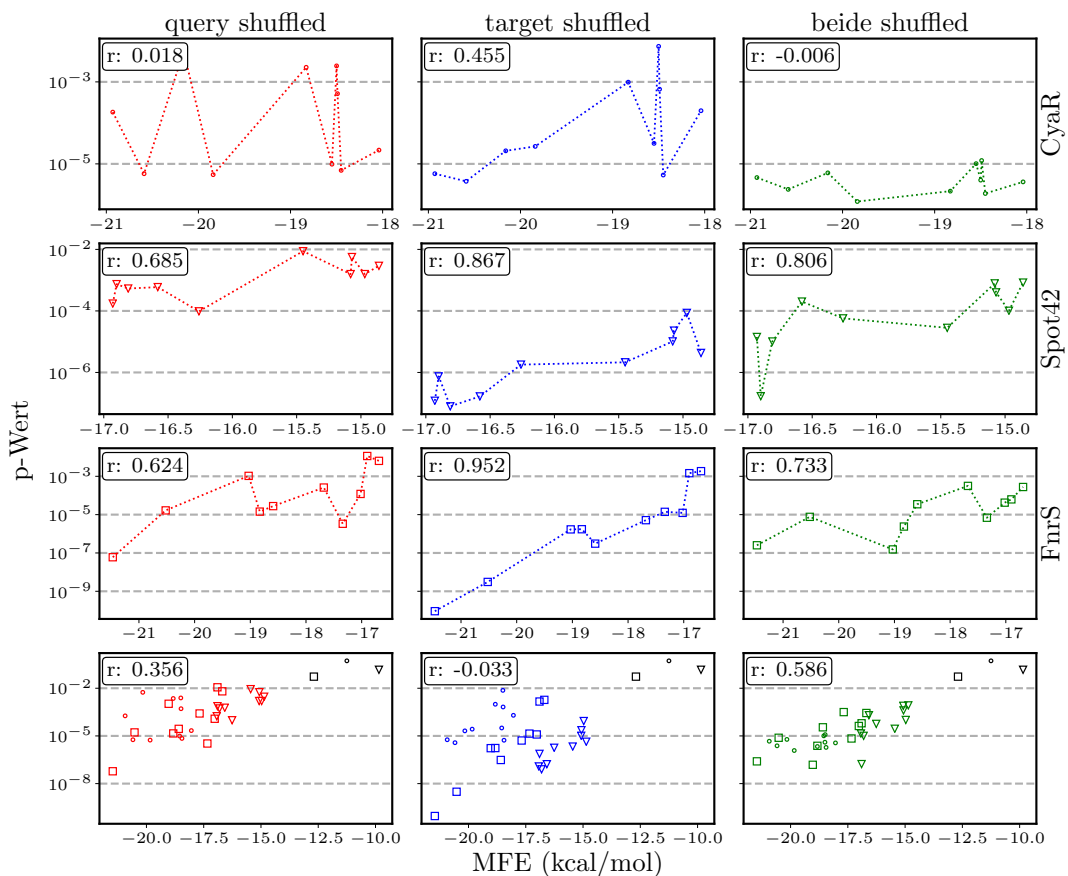 query shuffled target shuffled beide shuffled
r: 0.018 r: 0.455 r: -0.006
10⁻³
10⁻⁵
CyaR
−21 −20 −19 −18 −21 −20 −19 −18 −21 −20 −19 −18
10⁻²
r: 0.685 r: 0.867 r: 0.806
10⁻⁴
10⁻⁶
Spot42
−17.0 −16.5 −16.0 −15.5 −15.0 −17.0 −16.5 −16.0 −15.5 −15.0 −17.0 −16.5 −16.0 −15.5 −15.0
p-Wert
r: 0.624 r: 0.952 r: 0.733
10⁻³
10⁻⁵
10⁻⁷
10⁻⁹
FnrS
−21 −20 −19 −18 −17 −21 −20 −19 −18 −17 −21 −20 −19 −18 −17
r: 0.356 r: -0.033 r: 0.586
10⁻²
10⁻⁵
10⁻⁸
−20.0 −17.5 −15.0 −12.5 −10.0 −20.0 −17.5 −15.0 −12.5 −10.0 −20.0 −17.5 −15.0 −12.5 −10.0
MFE (kcal/mol)